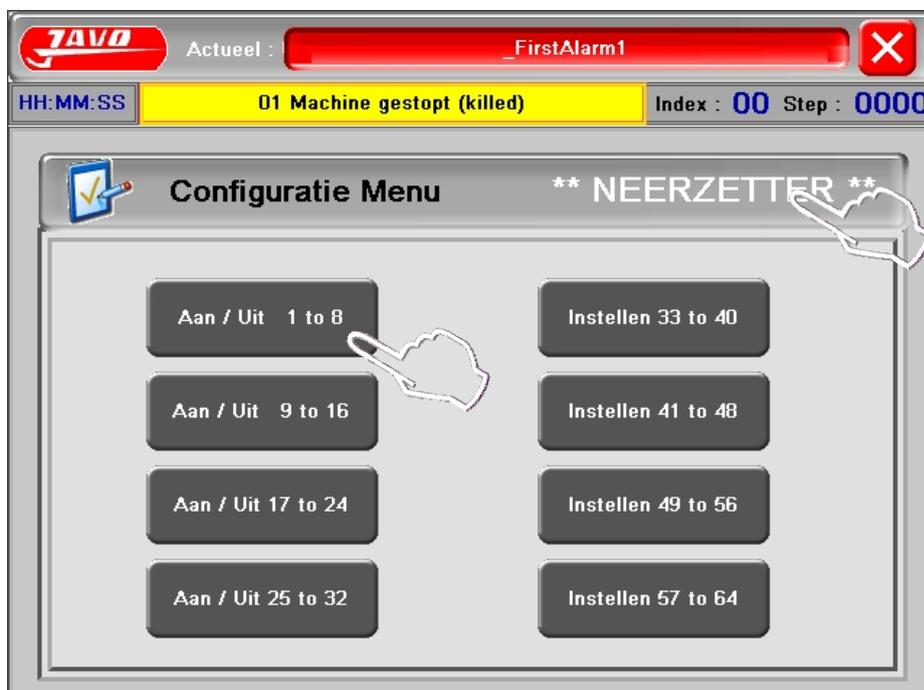 JAVO
Actueel : _FirstAlarm1
HH:MM:SS 01 Machine gestopt (killed) Index : 00 Step : 0000
Configuratie Menu ** NEERZETTER **
Aan / Uit 1 to 8 Instellen 33 to 40
Aan / Uit 9 to 16 Instellen 41 to 48
Aan / Uit 17 to 24 Instellen 49 to 56
Aan / Uit 25 to 32 Instellen 57 to 64